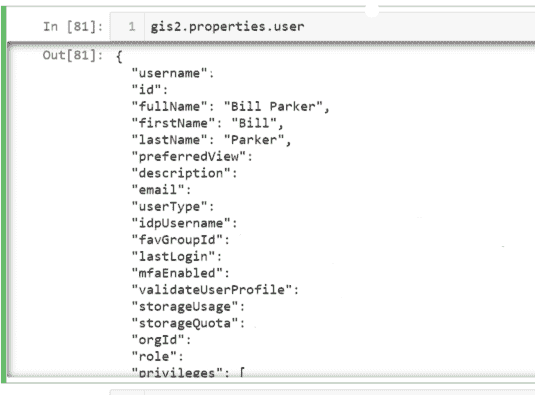 In [81]: 1 gis2.properties.user
Out[81]: {
"username":
"id":
"fullName": "Bill Parker",
"firstName": "Bill",
"lastName": "Parker",
"preferredView":
"description":
"email":
"userType":
"idpUsername":
"favGroupId":
"lastLogin":
"mfaEnabled":
"validateUserProfile":
"storageUsage":
"storageQuota":
"orgId":
"role":
"privileges": [